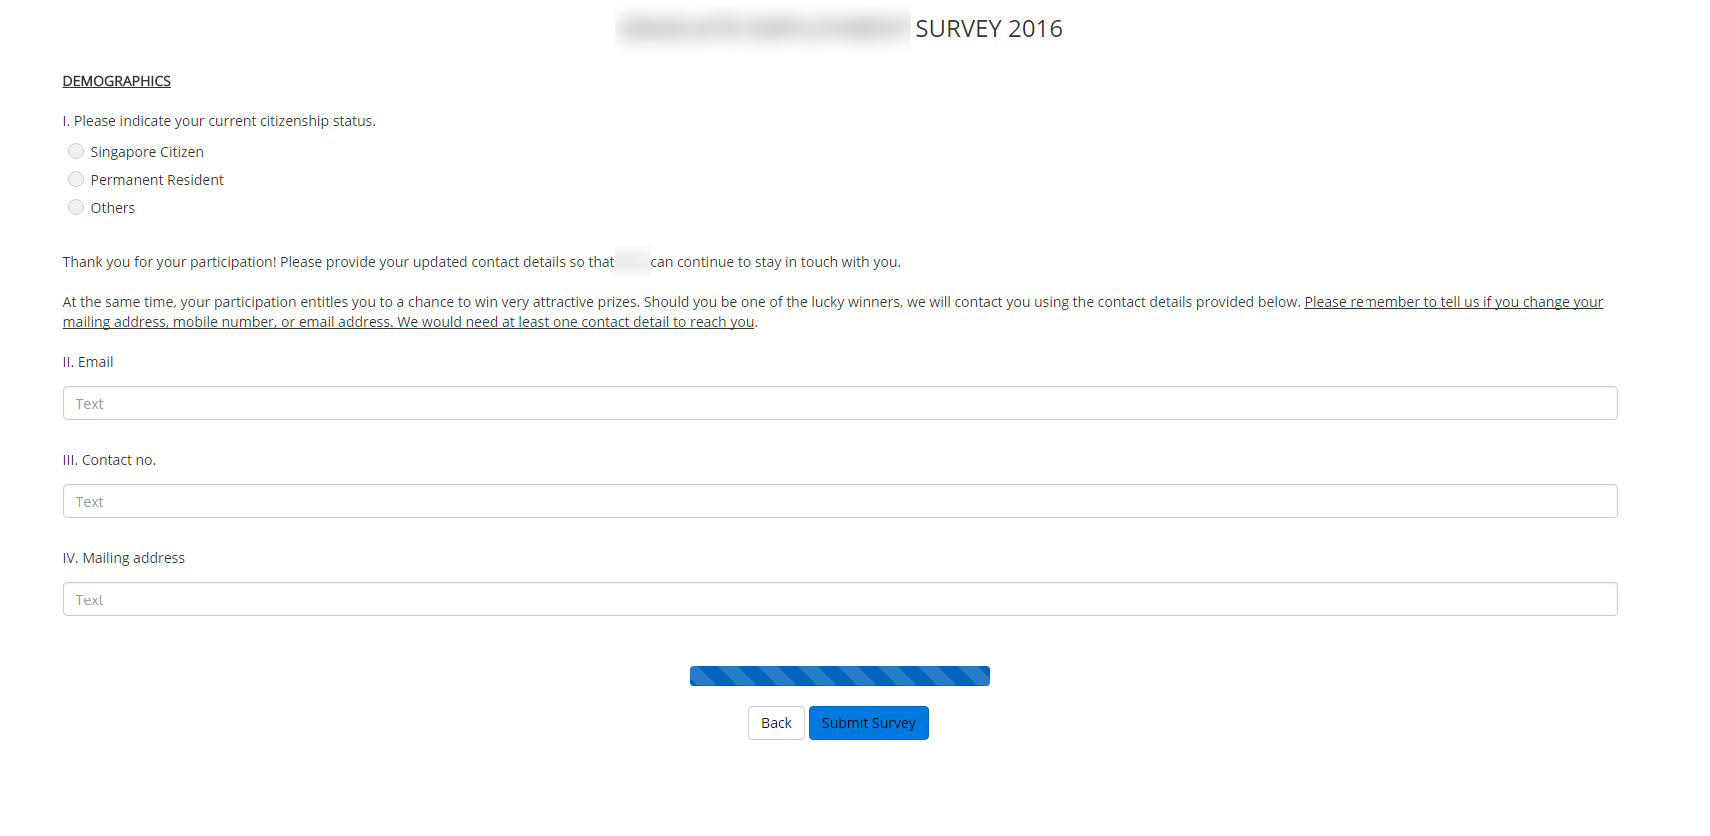 SURVEY 2016
DEMOGRAPHICS
I. Please indicate your current citizenship status.
Singapore Citizen
Permanent Resident
Others
Thank you for your participation! Please provide your updated contact details so that can continue to stay in touch with you.
At the same time, your participation entitles you to a chance to win very attractive prizes. Should you be one of the lucky winners, we will contact you using the contact details provided below. Please remember to tell us if you change your
mailing address, mobile number, or email address. We would need at least one contact detail to reach you.
II. Email
Text
III. Contact no.
Text
IV. Mailing address
Text
Back Submit Survey